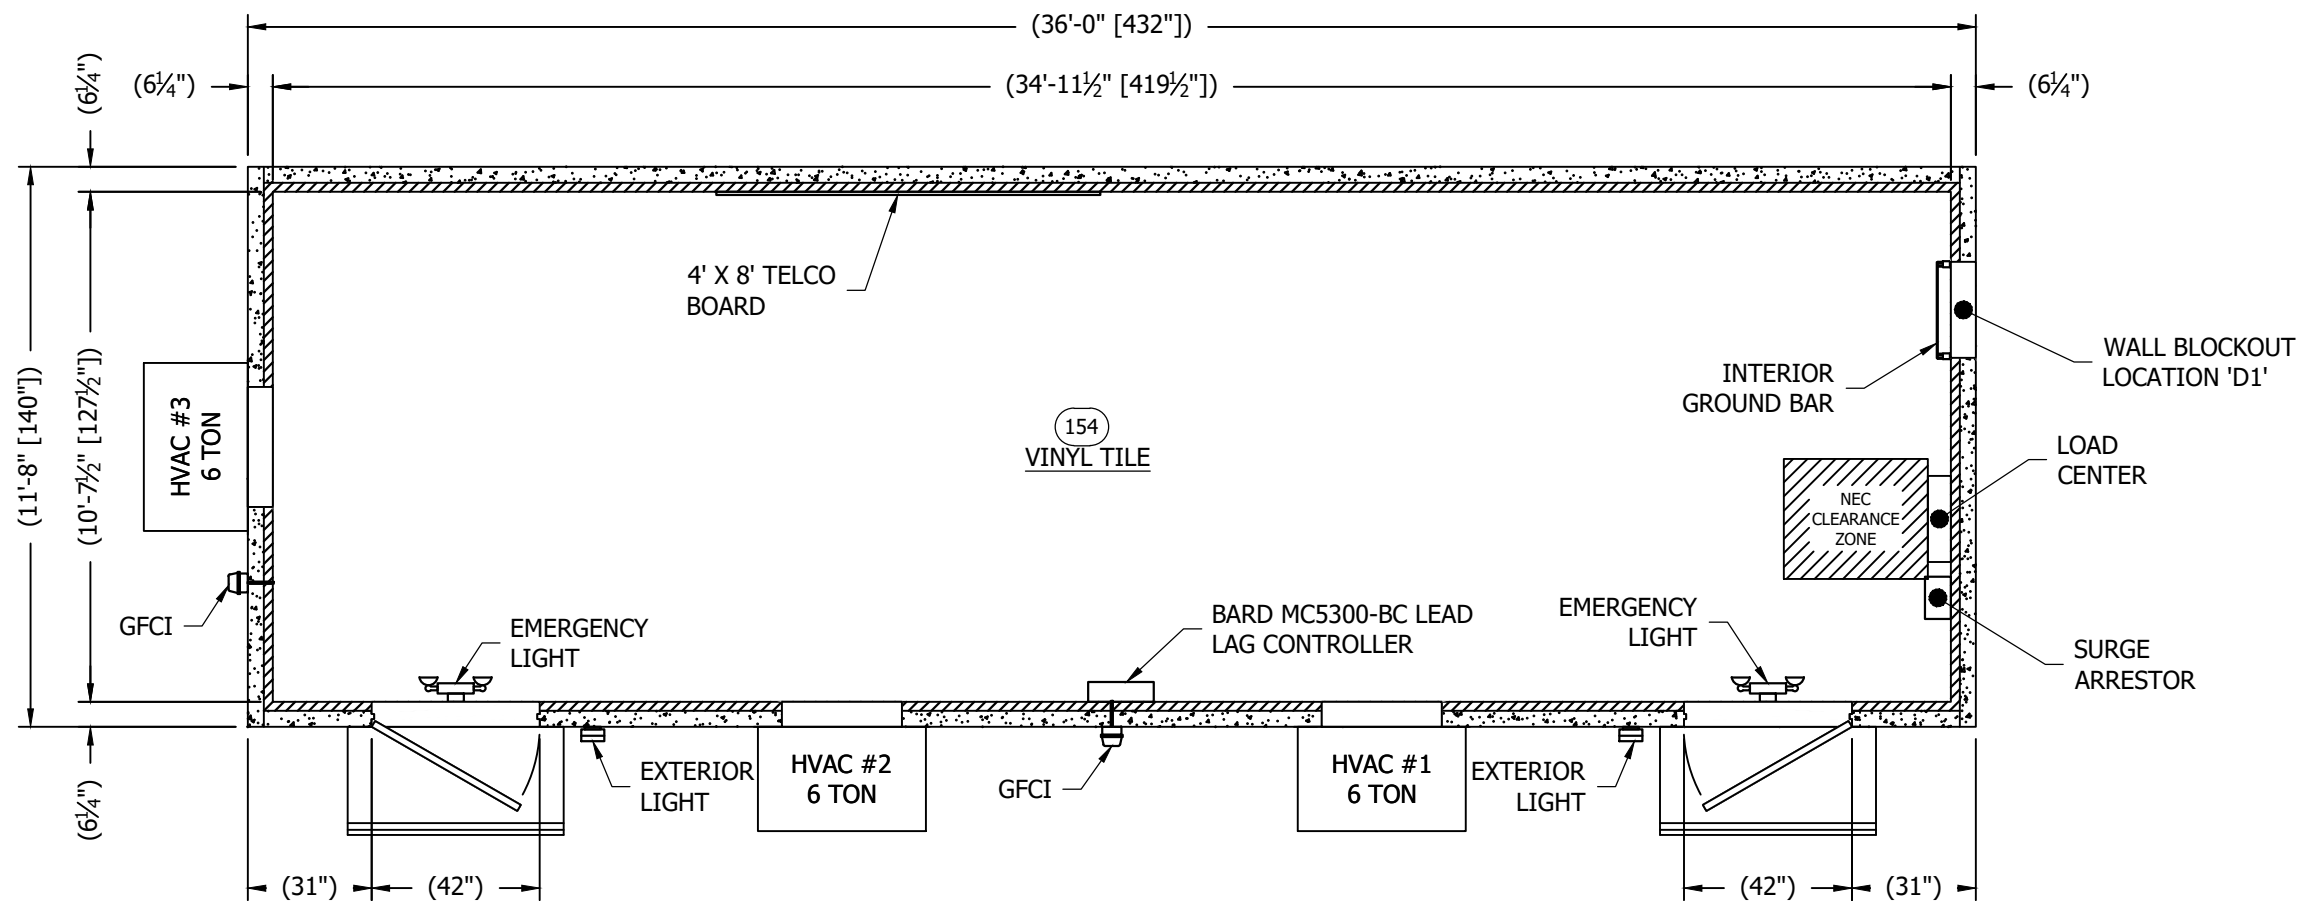 (36'-0" [432"])
(6¼")
(6¼")
(34'-11½" [419½"])
(6¼")
(11'-8" [140"])
(10'-7½" [127½"])
4' X 8' TELCO
BOARD
HVAC #3
6 TON
154
VINYL TILE
INTERIOR
GROUND BAR
WALL BLOCKOUT
LOCATION 'D1'
LOAD
CENTER
NEC
CLEARANCE
ZONE
GFCI
EMERGENCY
LIGHT
BARD MC5300-BC LEAD
LAG CONTROLLER
EMERGENCY
LIGHT
SURGE
ARRESTOR
(6¼")
EXTERIOR
LIGHT
HVAC #2
6 TON
GFCI
HVAC #1
6 TON
EXTERIOR
LIGHT
(31")
(42")
(42")
(31")